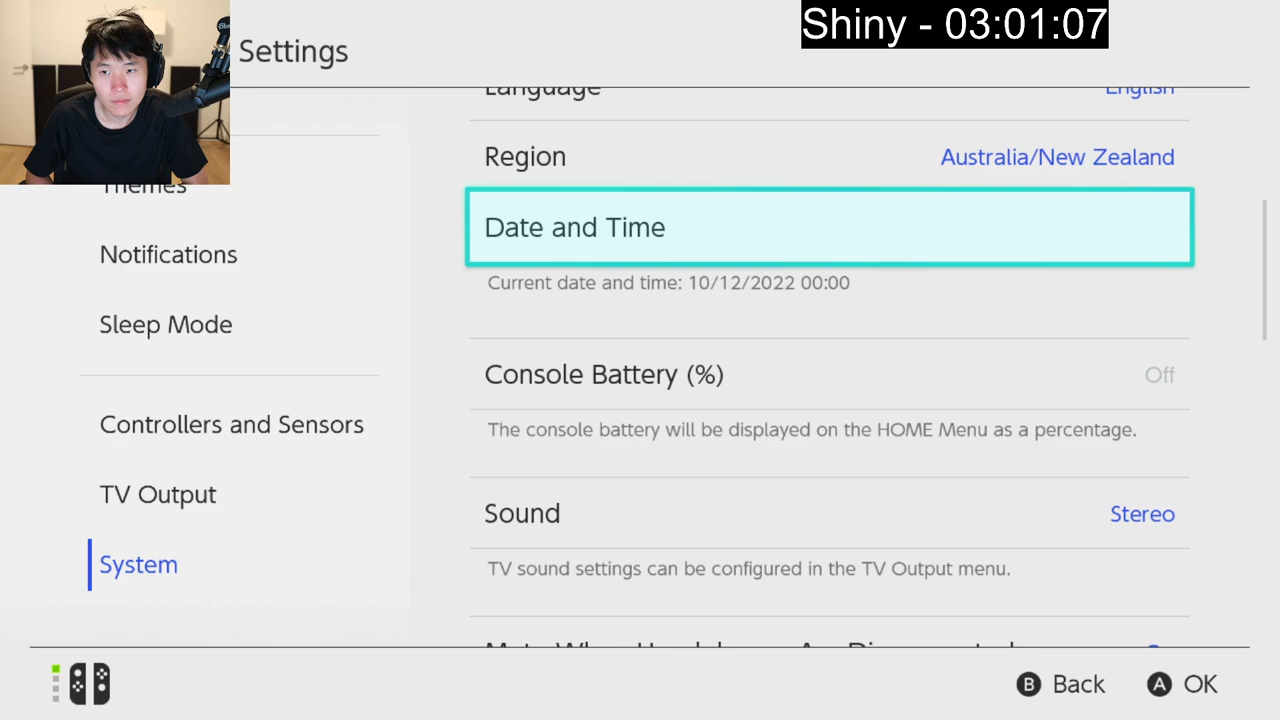 Settings
Shiny - 03:01:07
Language English
Region Australia/New Zealand
Themes
Date and Time
Notifications
Current date and time: 10/12/2022 00:00
Sleep Mode
Console Battery (%) Off
Controllers and Sensors
The console battery will be displayed on the HOME Menu as a percentage.
TV Output
Sound Stereo
System
TV sound settings can be configured in the TV Output menu.
B Back A OK